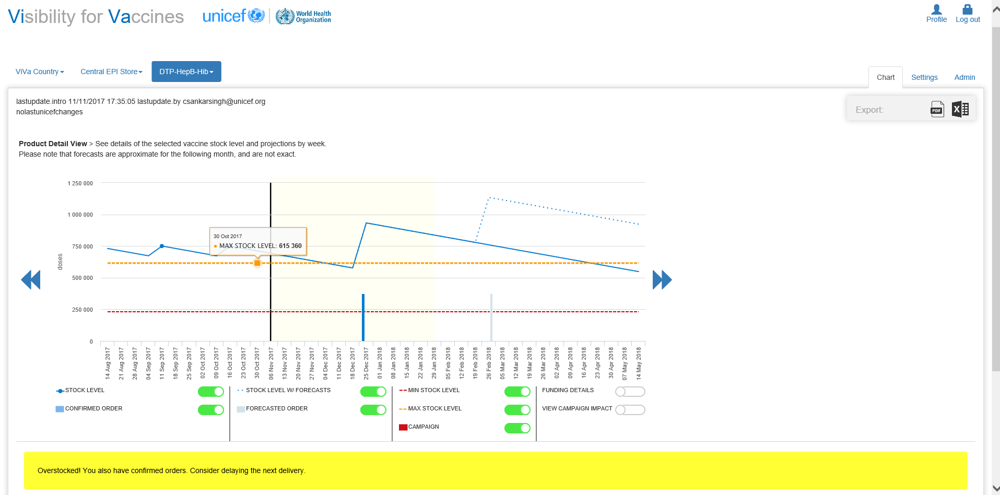 Visibility for Vaccines
unicef
World Health
Organization
Profile
Log out
ViVa Country
Central EPI Store
DTP-HepB-Hib
Chart
Settings
Admin
lastupdate.intro 11/11/2017 17:35:05 lastupdate.by csankarsingh@unicef.org
nolastunicefchanges
Export:
PDF
X
Product Detail View > See details of the selected vaccine stock level and projections by week.
Please note that forecasts are approximate for the following month, and are not exact.
1 250 000
1 000 000
750 000
500 000
250 000
0
doses
30 Oct 2017
MAX STOCK LEVEL: 615 360
14 Aug 2017
21 Aug 2017
28 Aug 2017
04 Sep 2017
11 Sep 2017
18 Sep 2017
25 Sep 2017
02 Oct 2017
09 Oct 2017
16 Oct 2017
23 Oct 2017
30 Oct 2017
06 Nov 2017
13 Nov 2017
20 Nov 2017
27 Nov 2017
04 Dec 2017
11 Dec 2017
18 Dec 2017
25 Dec 2017
01 Jan 2018
08 Jan 2018
15 Jan 2018
22 Jan 2018
29 Jan 2018
05 Feb 2018
12 Feb 2018
19 Feb 2018
26 Feb 2018
05 Mar 2018
12 Mar 2018
19 Mar 2018
26 Mar 2018
02 Apr 2018
09 Apr 2018
16 Apr 2018
23 Apr 2018
30 Apr 2018
07 May 2018
14 May 2018
STOCK LEVEL
CONFIRMED ORDER
STOCK LEVEL W/ FORECASTS
FORECASTED ORDER
MIN STOCK LEVEL
MAX STOCK LEVEL
CAMPAIGN
FUNDING DETAILS
VIEW CAMPAIGN IMPACT
Overstocked! You also have confirmed orders. Consider delaying the next delivery.